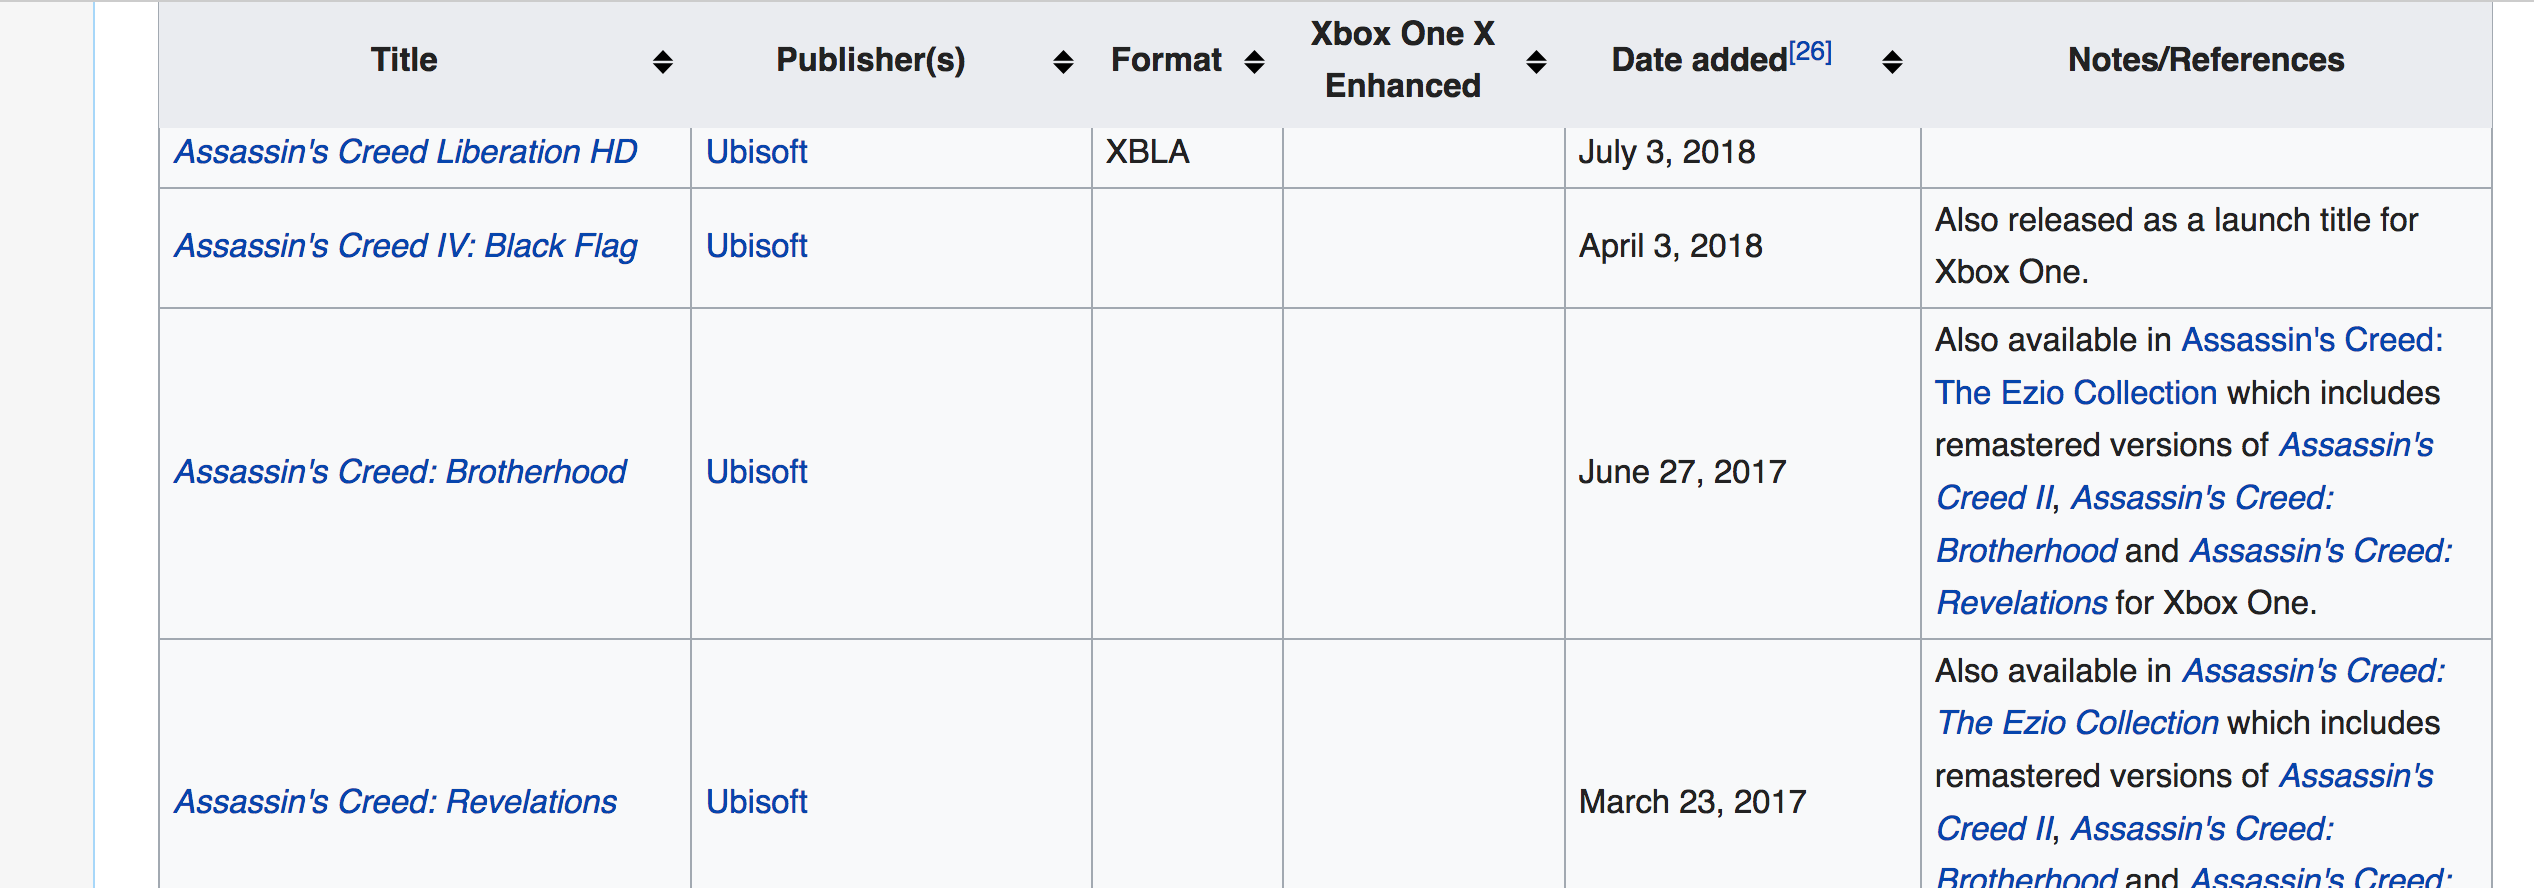 Title Publisher(s) Format Xbox One X Enhanced Date added[26] Notes/References
Assassin's Creed Liberation HD Ubisoft XBLA July 3, 2018
Assassin's Creed IV: Black Flag Ubisoft April 3, 2018 Also released as a launch title for
Xbox One.
Assassin's Creed: Brotherhood Ubisoft June 27, 2017 Also available in Assassin's Creed:
The Ezio Collection which includes
remastered versions of Assassin's
Creed II, Assassin's Creed:
Brotherhood and Assassin's Creed:
Revelations for Xbox One.
Assassin's Creed: Revelations Ubisoft March 23, 2017 Also available in Assassin's Creed:
The Ezio Collection which includes
remastered versions of Assassin's
Creed II, Assassin's Creed:
Brotherhood and Assassin's Creed: